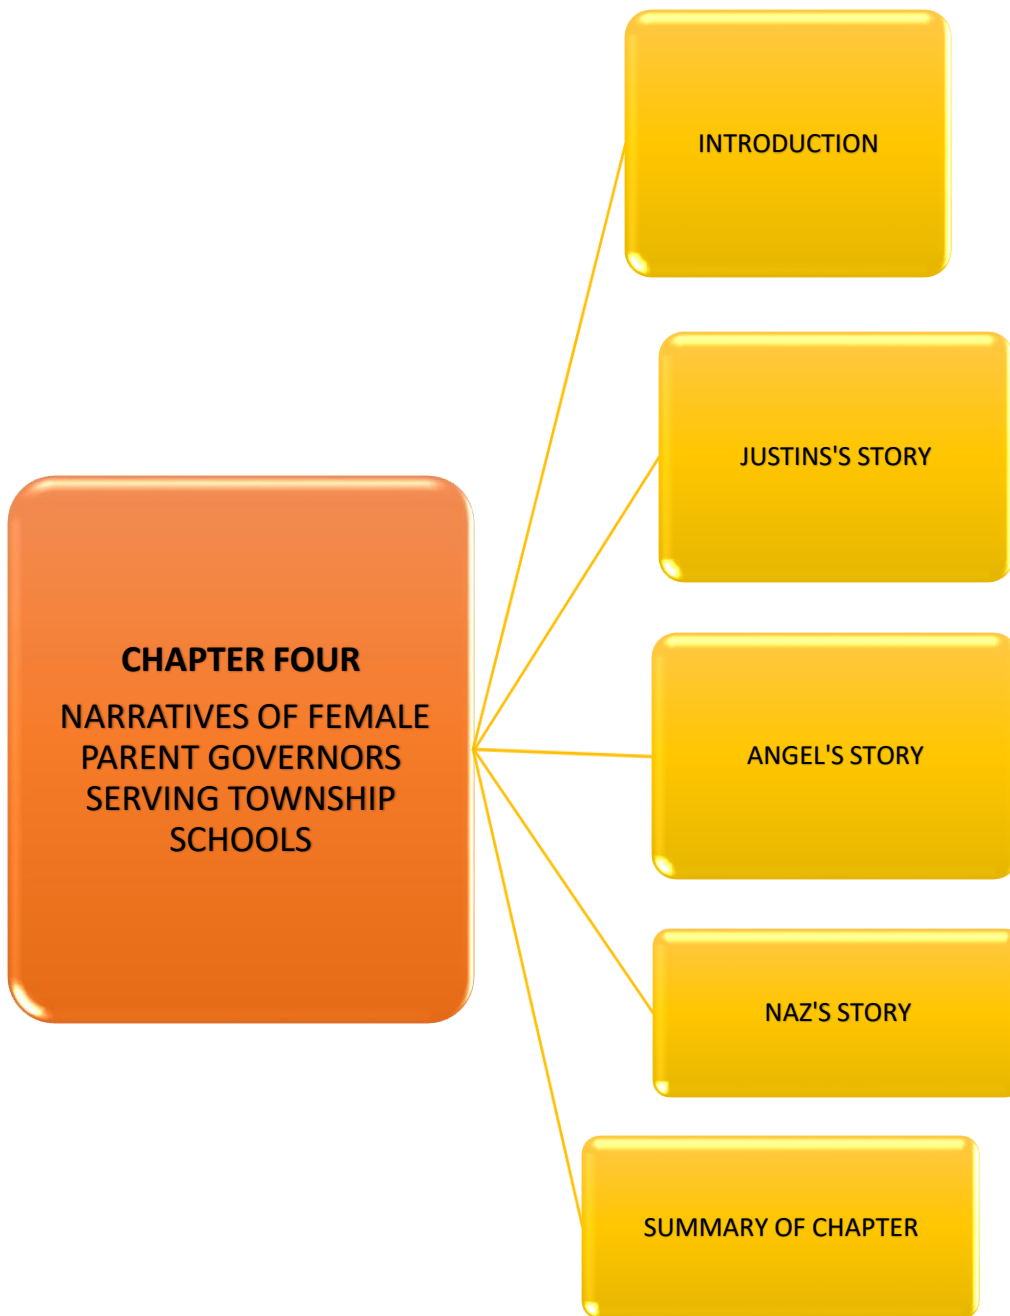 CHAPTER FOUR
NARRATIVES OF FEMALE
PARENT GOVERNORS
SERVING TOWNSHIP
SCHOOLS
INTRODUCTION
JUSTINS'S STORY
ANGEL'S STORY
NAZ'S STORY
SUMMARY OF CHAPTER